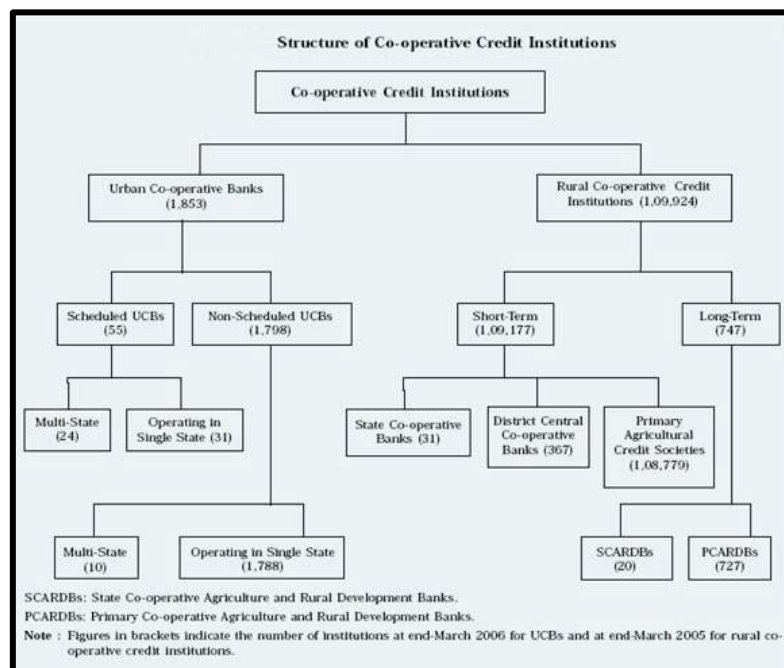 Structure of Co-operative Credit Institutions
Co-operative Credit Institutions
Urban Co-operative Banks
(1,853)
Rural Co-operative Credit
Institutions (1,09,924)
Scheduled UCBs
(55)
Non-Scheduled UCBs
(1,798)
Short-Term
(1,09,177)
Long-Term
(747)
Multi-State
(24)
Operating in
Single State (31)
State Co-operative
Banks (31)
District Central
Co-operative
Banks (367)
Primary
Agricultural
Credit Societies
(1,08,779)
Multi-State
(10)
Operating in Single State
(1,788)
SCARDBs
(20)
PCARDBs
(727)
SCARDBs: State Co-operative Agriculture and Rural Development Banks.
PCARDBs: Primary Co-operative Agriculture and Rural Development Banks.
Note : Figures in brackets indicate the number of institutions at end-March 2006 for UCBs and at end-March 2005 for rural co-
operative credit institutions.